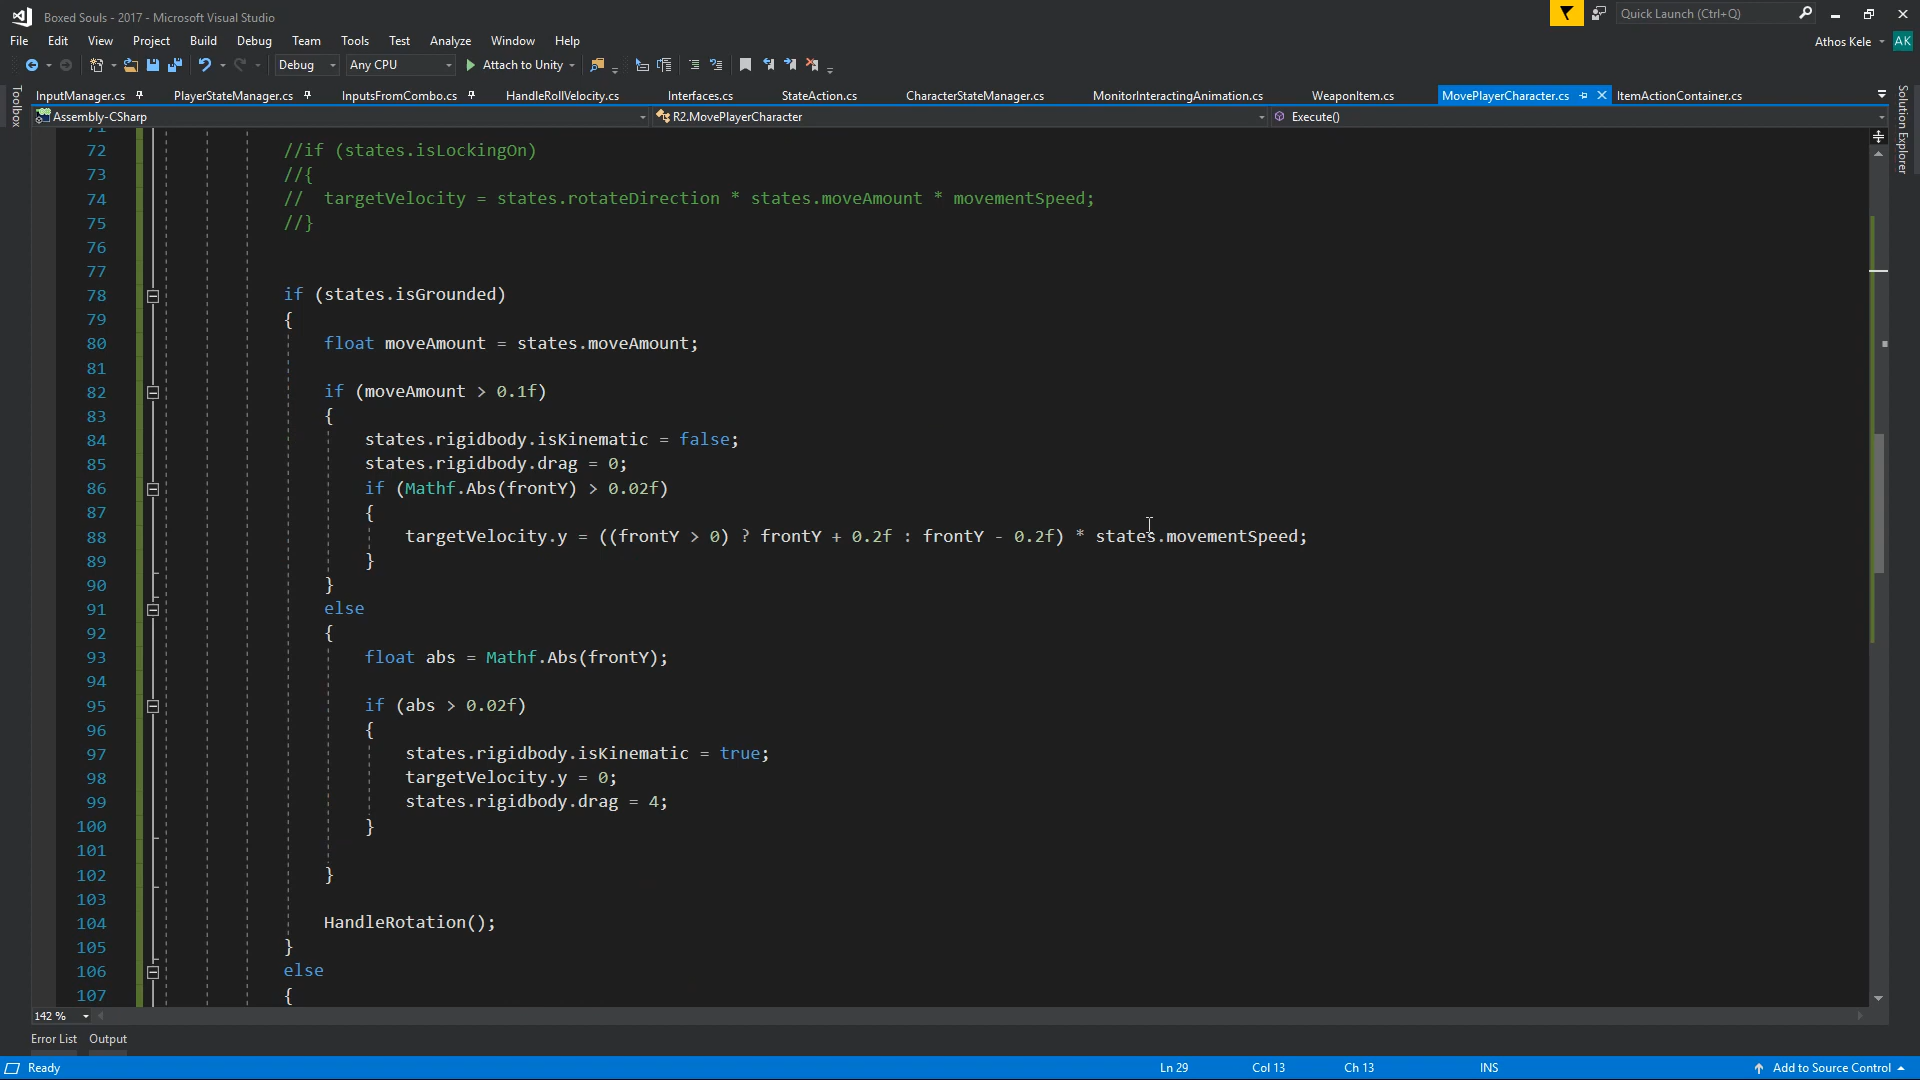 Boxed Souls - 2017 - Microsoft Visual Studio
Quick Launch (Ctrl+Q)
File Edit View Project Build Debug Team Tools Test Analyze Window Help
Athos Kele AK
Debug Any CPU Attach to Unity
Toolbox
InputManager.cs PlayerStateManager.cs InputsFromCombo.cs HandleRollVelocity.cs Interfaces.cs StateAction.cs CharacterStateManager.cs MonitorInteractingAnimation.cs WeaponItem.cs MovePlayerCharacter.cs ItemActionContainer.cs
Solution Explorer
Assembly-CSharp R2.MovePlayerCharacter Execute()
71
72 //if (states.isLockingOn)
73 //{
74 // targetVelocity = states.rotateDirection * states.moveAmount * movementSpeed;
75 //}
76
77
78 if (states.isGrounded)
79 {
80 float moveAmount = states.moveAmount;
81
82 if (moveAmount > 0.1f)
83 {
84 states.rigidbody.isKinematic = false;
85 states.rigidbody.drag = 0;
86 if (Mathf.Abs(frontY) > 0.02f)
87 {
88 targetVelocity.y = ((frontY > 0) ? frontY + 0.2f : frontY - 0.2f) * states.movementSpeed;
89 }
90 }
91 else
92 {
93 float abs = Mathf.Abs(frontY);
94
95 if (abs > 0.02f)
96 {
97 states.rigidbody.isKinematic = true;
98 targetVelocity.y = 0;
99 states.rigidbody.drag = 4;
100 }
101
102 }
103
104 HandleRotation();
105 }
106 else
107 {
142 %
Error List Output
Ready Ln 29 Col 13 Ch 13 INS Add to Source Control